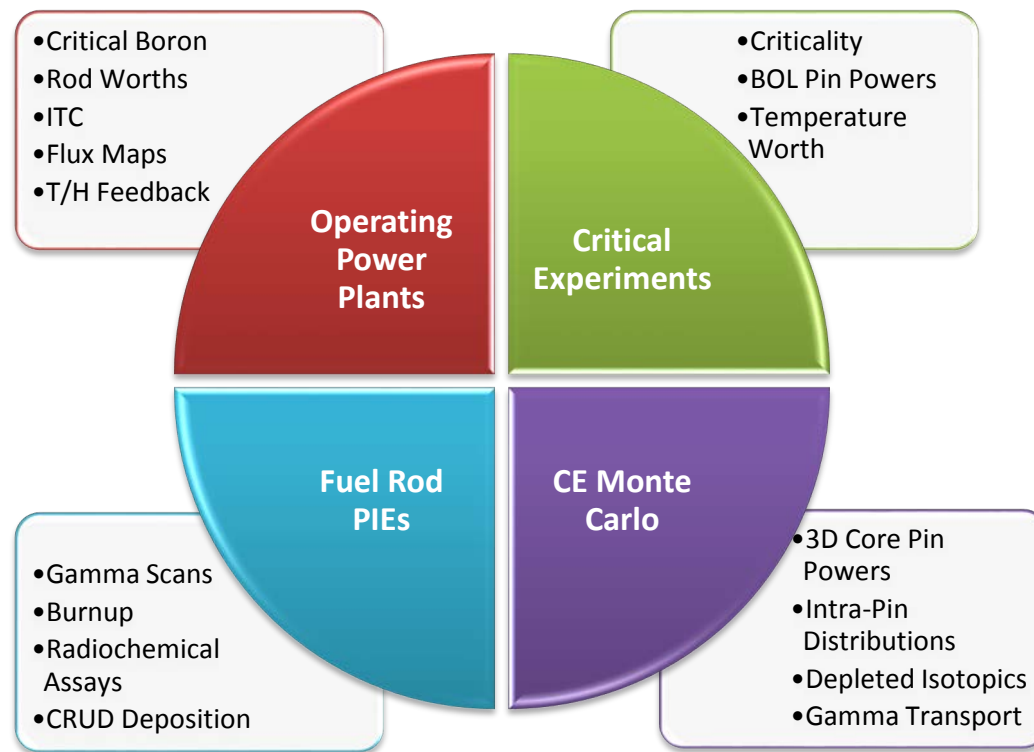 •Critical Boron
•Rod Worths
•ITC
•Flux Maps
•T/H Feedback
•Criticality
•BOL Pin Powers
•Temperature
Worth
Operating
Power
Plants
Critical
Experiments
Fuel Rod
PIEs
CE Monte
Carlo
•Gamma Scans
•Burnup
•Radiochemical
Assays
•CRUD Deposition
•3D Core Pin
Powers
•Intra-Pin
Distributions
•Depleted Isotopics
•Gamma Transport